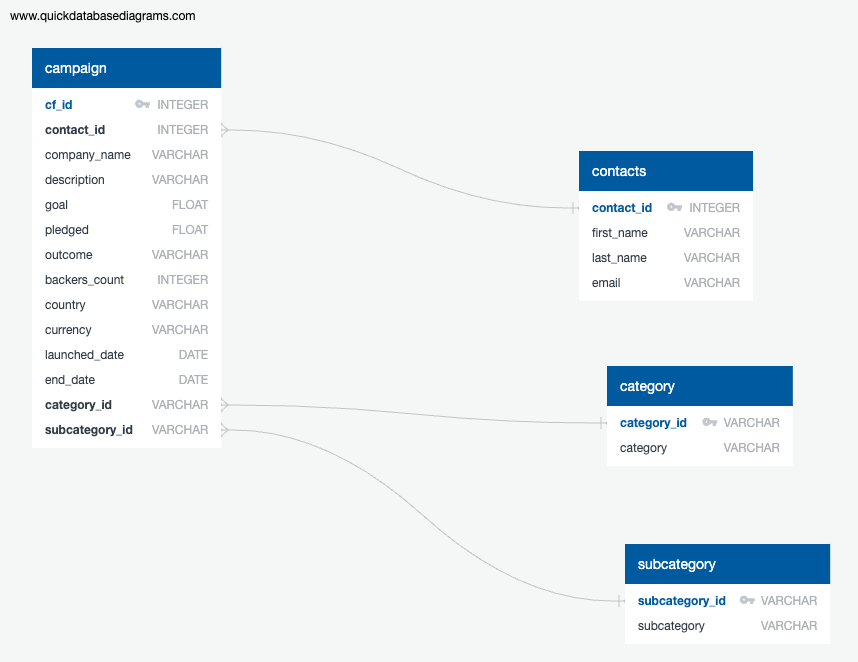 www.quickdatabasediagrams.com
campaign
cf_id INTEGER
contact_id INTEGER
company_name VARCHAR
description VARCHAR
goal FLOAT
pledged FLOAT
outcome VARCHAR
backers_count INTEGER
country VARCHAR
currency VARCHAR
launched_date DATE
end_date DATE
category_id VARCHAR
subcategory_id VARCHAR
contacts
contact_id INTEGER
first_name VARCHAR
last_name VARCHAR
email VARCHAR
category
category_id VARCHAR
category VARCHAR
subcategory
subcategory_id VARCHAR
subcategory VARCHAR